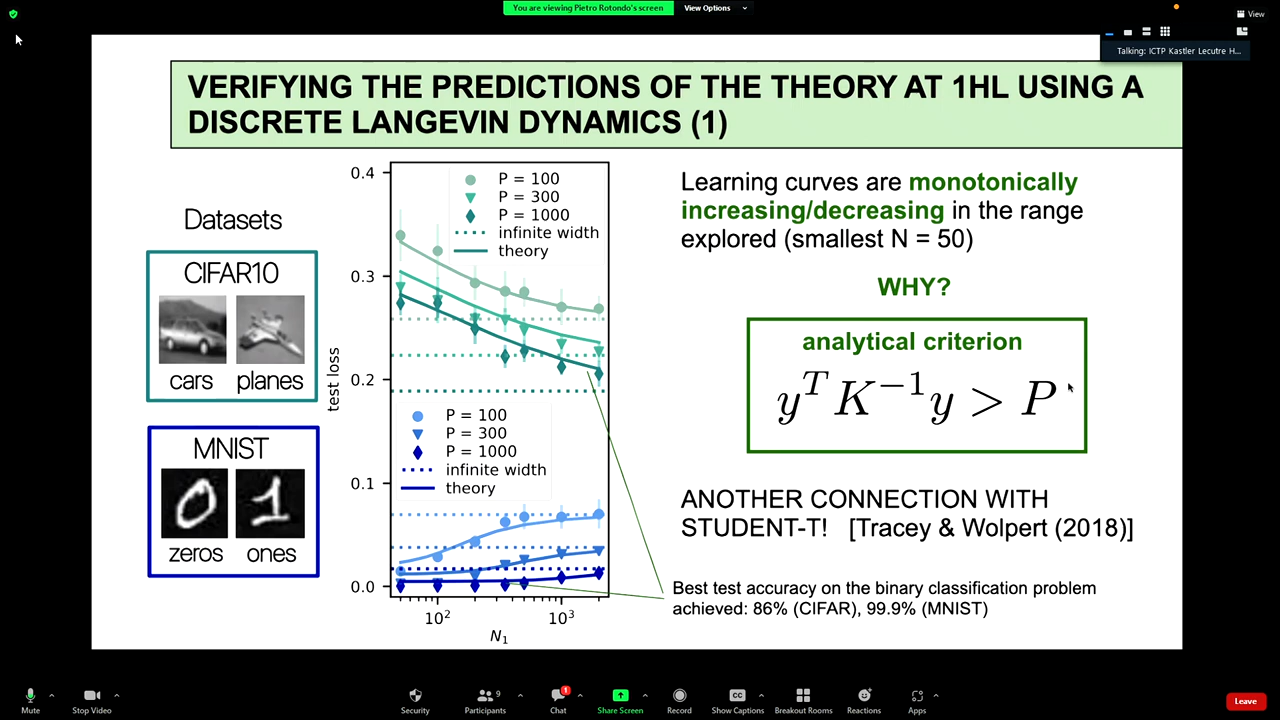 You are viewing Pietro Rotondo's screen
View Options
View
Talking: ICTP Kastler Lecutre H...
VERIFYING THE PREDICTIONS OF THE THEORY AT 1HL USING A
DISCRETE LANGEVIN DYNAMICS (1)
Datasets
CIFAR10
cars planes
MNIST
zeros ones
test loss
0.4
0.3
0.2
0.1
0.0
P = 100
P = 300
P = 1000
infinite width
theory
P = 100
P = 300
P = 1000
infinite width
theory
10² 10³
N₁
Learning curves are monotonically
increasing/decreasing in the range
explored (smallest N = 50)
WHY?
analytical criterion
y^T K^{-1} y > P
ANOTHER CONNECTION WITH
STUDENT-T! [Tracey & Wolpert (2018)]
Best test accuracy on the binary classification problem
achieved: 86% (CIFAR), 99.9% (MNIST)
Mute
Stop Video
Security
Participants 9
Chat 1
Share Screen
Record
Show Captions
Breakout Rooms
Reactions
Apps
Leave